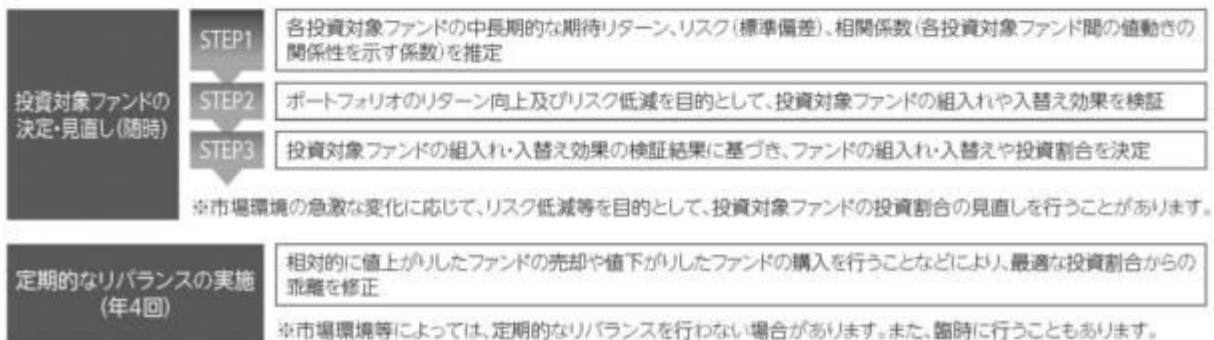 STEP1
各投資対象ファンドの中長期的な期待リターン、リスク(標準偏差)、相関係数(各投資対象ファンド間の値動きの
関係性を示す係数)を推定
投資対象ファンドの
決定・見直し(随時)
STEP2
ポートフォリオのリターン向上及びリスク低減を目的として、投資対象ファンドの組入れや入替え効果を検証
STEP3
投資対象ファンドの組入れ・入替え効果の検証結果に基づき、ファンドの組入れ・入替えや投資割合を決定
※市場環境の急激な変化に応じて、リスク低減等を目的として、投資対象ファンドの投資割合の見直しを行うことがあります。
定期的なリバランスの実施
(年4回)
相対的に値上がりしたファンドの売却や値下がりしたファンドの購入を行うことなどにより、最適な投資割合からの
乖離を修正
※市場環境等によっては、定期的なリバランスを行わない場合があります。また、臨時に行うこともあります。